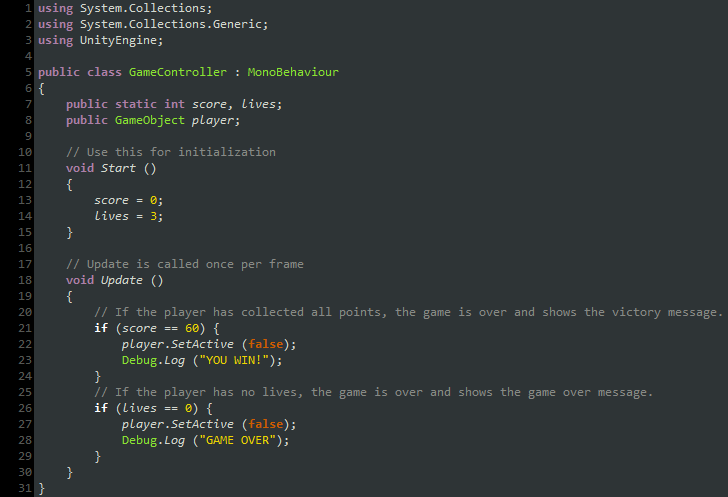 1 using System.Collections;
2 using System.Collections.Generic;
3 using UnityEngine;
4
5 public class GameController : MonoBehaviour
6 {
7     public static int score, lives;
8     public GameObject player;
9
10     // Use this for initialization
11     void Start ()
12     {
13         score = 0;
14         lives = 3;
15     }
16
17     // Update is called once per frame
18     void Update ()
19     {
20         // If the player has collected all points, the game is over and shows the victory message.
21         if (score == 60) {
22             player.SetActive (false);
23             Debug.Log ("YOU WIN!");
24         }
25         // If the player has no lives, the game is over and shows the game over message.
26         if (lives == 0) {
27             player.SetActive (false);
28             Debug.Log ("GAME OVER");
29         }
30     }
31 }